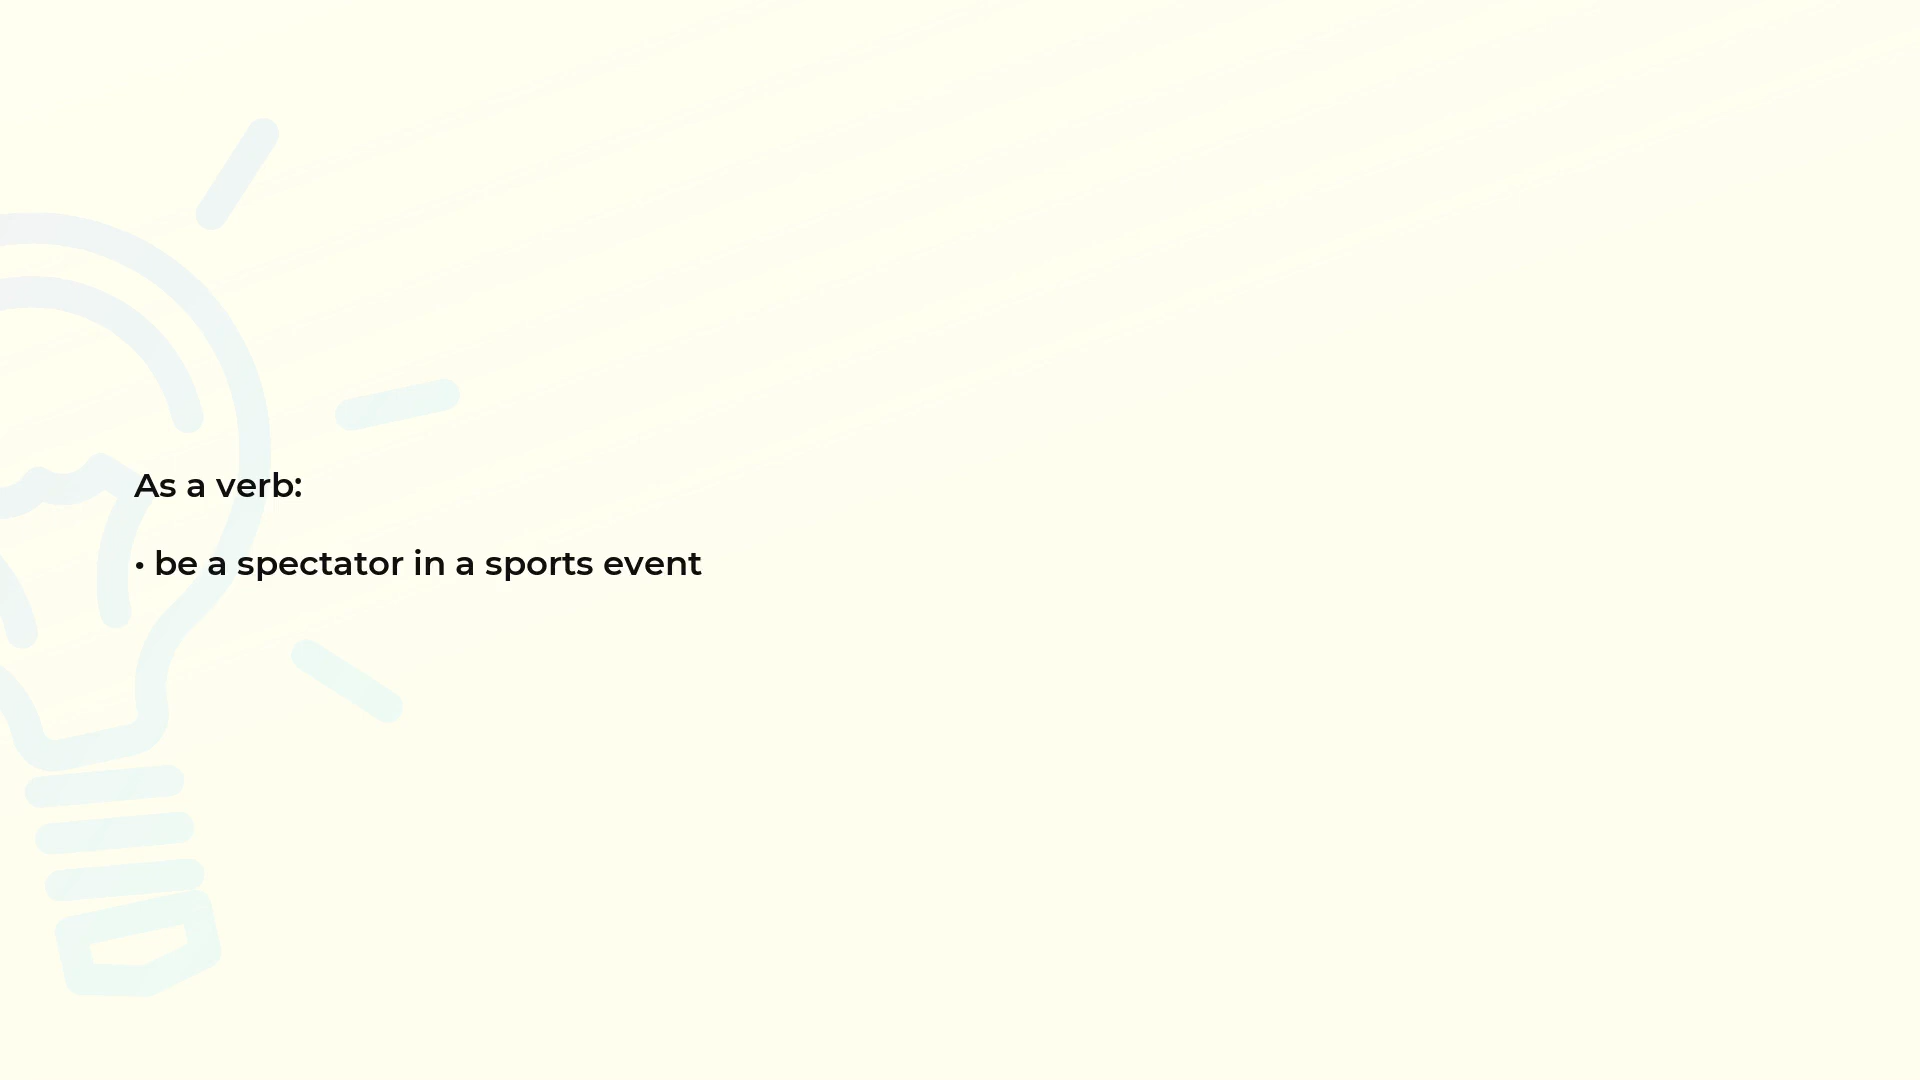 As a verb:
• be a spectator in a sports event